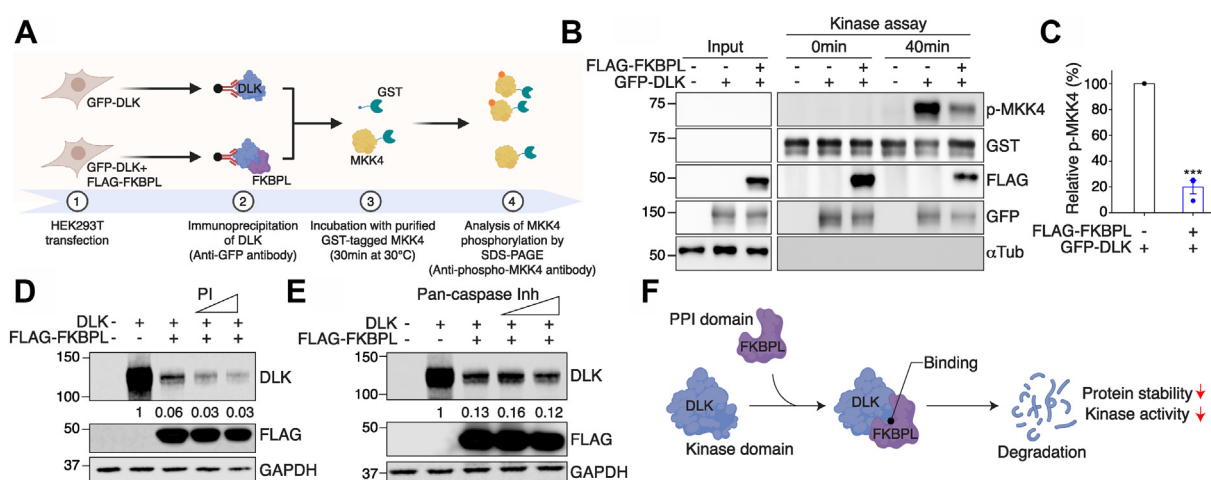 A
GFP-DLK
GFP-DLK+
FLAG-FKBPL
DLK
FKBPL
GST
MKK4
1
2
3
4
HEK293T
transfection
Immunoprecipitation
of DLK
(Anti-GFP antibody)
Incubation with purified
GST-tagged MKK4
(30min at 30°C)
Analysis of MKK4
phosphorylation by
SDS-PAGE
(Anti-phospho-MKK4 antibody)
B
Kinase assay
Input 0min 40min
FLAG-FKBPL - - + - - + - - +
GFP-DLK - + + - + + - + +
75 p-MKK4
75 GST
50 FLAG
150 GFP
50 αTub
C
Relative p-MKK4 (%)
100
80
60
40
20
0
***
FLAG-FKBPL - +
GFP-DLK + +
D
PI
DLK - + + + +
FLAG-FKBPL - - + + +
150
100
DLK
1 0.06 0.03 0.03
50 FLAG
37 GAPDH
E
Pan-caspase Inh
DLK - + + + +
FLAG-FKBPL - - + + +
150
100
DLK
1 0.13 0.16 0.12
50 FLAG
37 GAPDH
F
PPI domain
FKBPL
DLK
Kinase domain
Binding
DLK
FKBPL
Degradation
Protein stability ↓
Kinase activity ↓